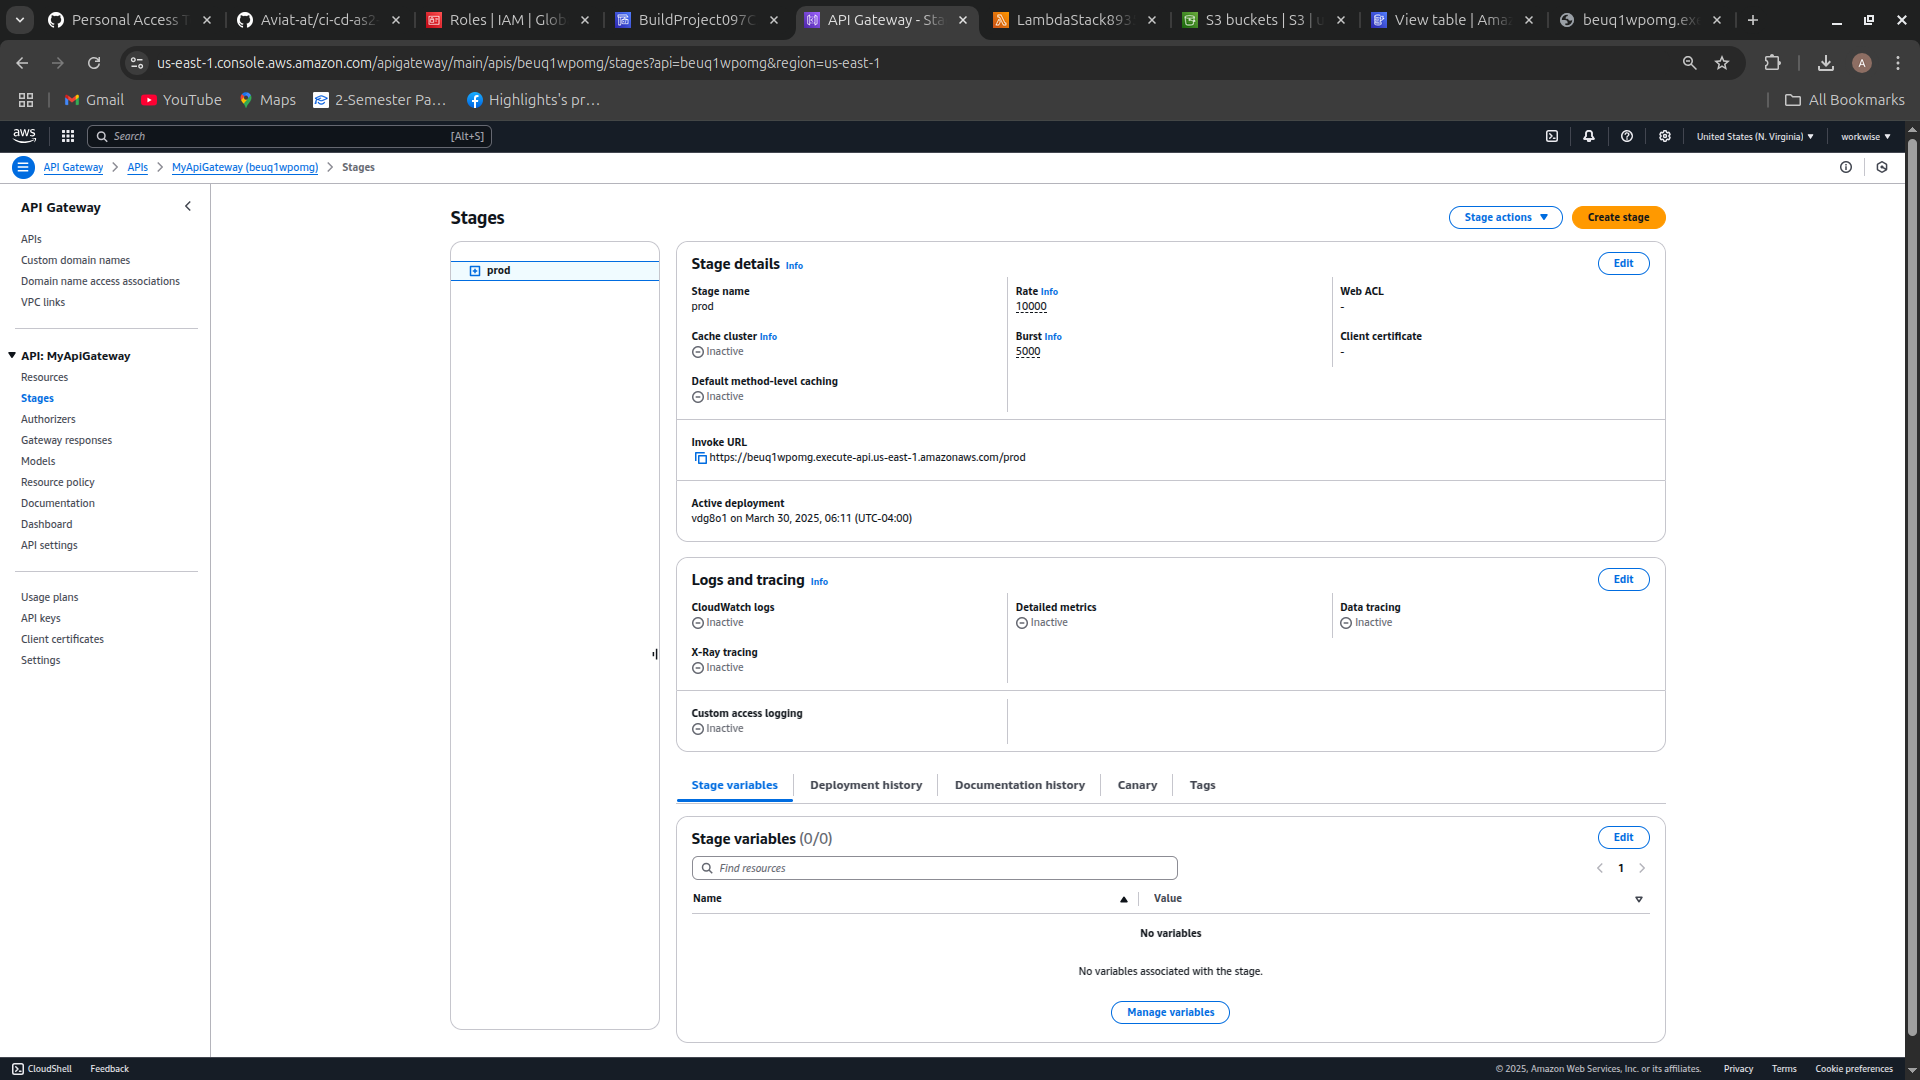 Personal Access T
Aviat-at/ci-cd-as2
Roles | IAM | Glob
BuildProject097C
API Gateway - Sta
LambdaStack893
S3 buckets | S3 | u
View table | Amaz
beuq1wpomg.exe
us-east-1.console.aws.amazon.com/apigateway/main/apis/beuq1wpomg/stages?api=beuq1wpomg&region=us-east-1
A
Gmail
YouTube
Maps
2-Semester Pa...
Highlights's pr...
All Bookmarks
aws
Search
[Alt+S]
United States (N. Virginia)
workwise
API Gateway
APIs
MyApiGateway (beuq1wpomg)
Stages
API Gateway
APIs
Custom domain names
Domain name access associations
VPC links
API: MyApiGateway
Resources
Stages
Authorizers
Gateway responses
Models
Resource policy
Documentation
Dashboard
API settings
Usage plans
API keys
Client certificates
Settings
Stages
Stage actions
Create stage
prod
Stage details Info
Edit
Stage name
prod
Rate Info
10000
Web ACL
-
Cache cluster Info
Inactive
Burst Info
5000
Client certificate
-
Default method-level caching
Inactive
Invoke URL
https://beuq1wpomg.execute-api.us-east-1.amazonaws.com/prod
Active deployment
vdg8o1 on March 30, 2025, 06:11 (UTC-04:00)
Logs and tracing Info
Edit
CloudWatch logs
Inactive
Detailed metrics
Inactive
Data tracing
Inactive
X-Ray tracing
Inactive
Custom access logging
Inactive
Stage variables
Deployment history
Documentation history
Canary
Tags
Stage variables (0/0)
Edit
Find resources
1
Name
Value
No variables
No variables associated with the stage.
Manage variables
CloudShell
Feedback
© 2025, Amazon Web Services, Inc. or its affiliates.
Privacy
Terms
Cookie preferences